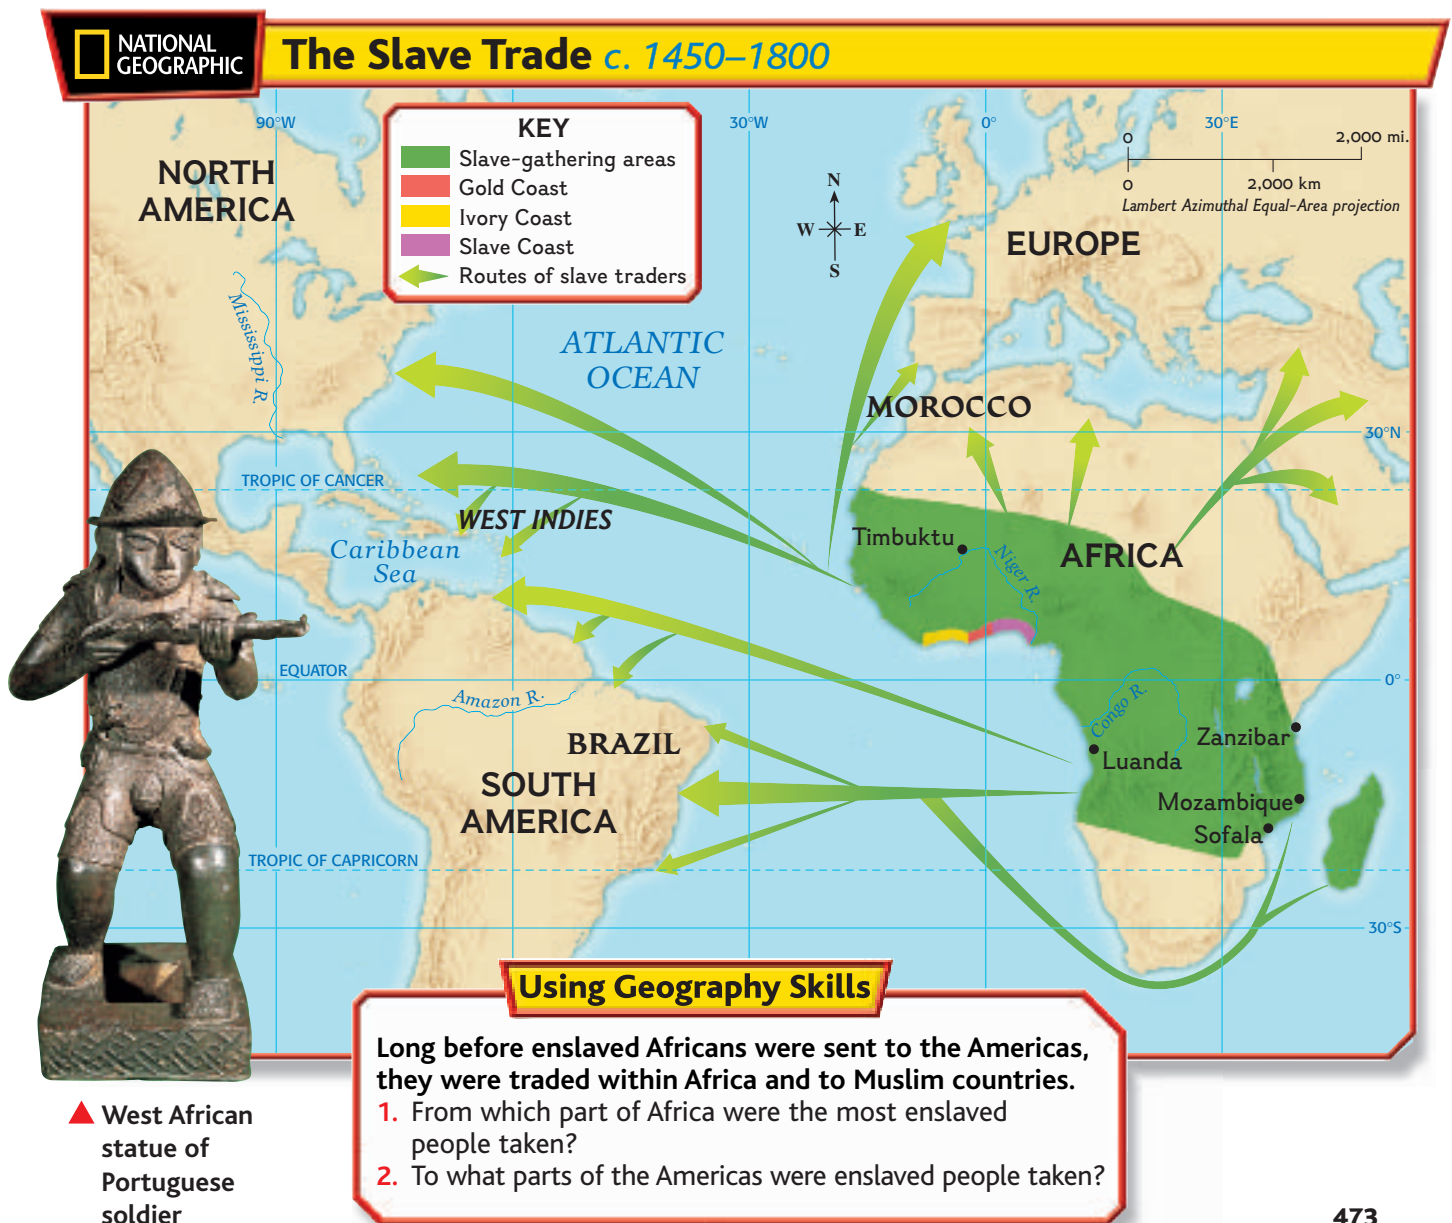 NATIONAL
GEOGRAPHIC
The Slave Trade c. 1450–1800
90°W
30°W
0°
30°E
KEY
Slave-gathering areas
Gold Coast
Ivory Coast
Slave Coast
Routes of slave traders
0 2,000 mi.
0 2,000 km
Lambert Azimuthal Equal-Area projection
N
W E
S
NORTH
AMERICA
EUROPE
Mississippi R.
ATLANTIC
OCEAN
MOROCCO
30°N
TROPIC OF CANCER
WEST INDIES
Caribbean
Sea
Timbuktu
Niger R.
AFRICA
EQUATOR
0°
Amazon R.
Congo R.
BRAZIL
Zanzibar
Luanda
SOUTH
AMERICA
Mozambique
Sofala
TROPIC OF CAPRICORN
30°S
Using Geography Skills
Long before enslaved Africans were sent to the Americas,
they were traded within Africa and to Muslim countries.
1. From which part of Africa were the most enslaved
people taken?
2. To what parts of the Americas were enslaved people taken?
West African
statue of
Portuguese
soldier
473